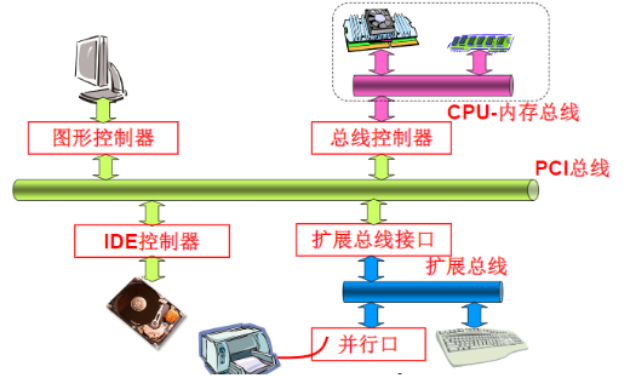 CPU-内存总线
图形控制器
总线控制器
PCI总线
IDE控制器
扩展总线接口
扩展总线
并行口